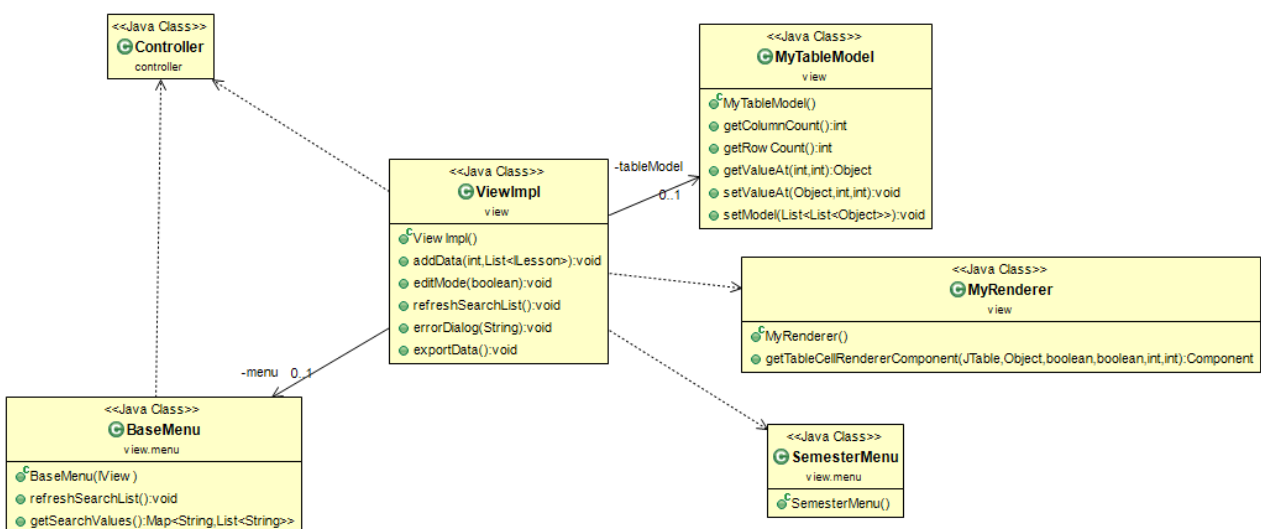 <<Java Class>>
Controller
controller
<<Java Class>>
MyTableModel
view
MyTableModel()
getColumnCount():int
getRowCount():int
getValueAt(int,int):Object
setValueAt(Object,int,int):void
setModel(List<List<Object>>):void
-tableModel
0..1
<<Java Class>>
ViewImpl
view
ViewImpl()
addData(int,List<ILesson>):void
editMode(boolean):void
refreshSearchList():void
errorDialog(String):void
exportData():void
<<Java Class>>
MyRenderer
view
MyRenderer()
getTableCellRendererComponent(JTable,Object,boolean,boolean,int,int):Component
-menu 0..1
<<Java Class>>
BaseMenu
view.menu
BaseMenu(IView)
refreshSearchList():void
getSearchValues():Map<String,List<String>>
<<Java Class>>
SemesterMenu
view.menu
SemesterMenu()